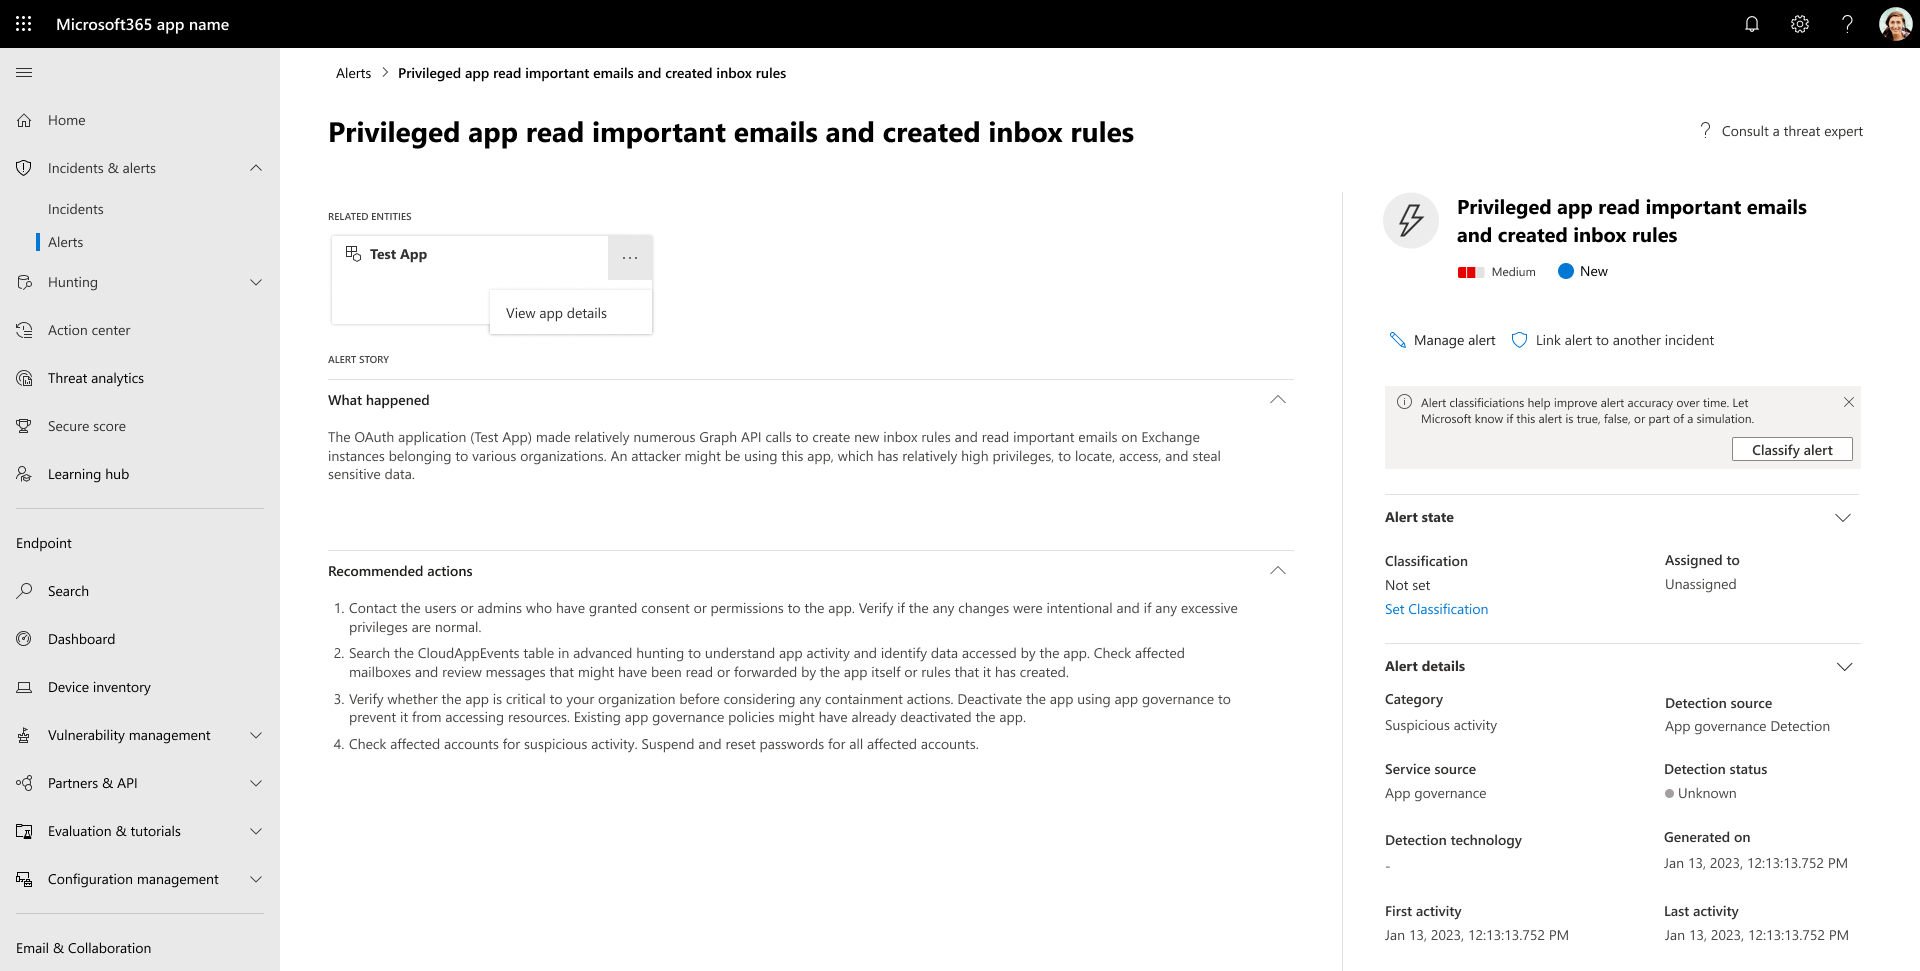 Microsoft365 app name
Home
Incidents & alerts
Incidents
Alerts
Hunting
Action center
Threat analytics
Secure score
Learning hub
Endpoint
Search
Dashboard
Device inventory
Vulnerability management
Partners & API
Evaluation & tutorials
Configuration management
Email & Collaboration
Alerts > Privileged app read important emails and created inbox rules
Privileged app read important emails and created inbox rules
? Consult a threat expert
RELATED ENTITIES
Test App
...
View app details
ALERT STORY
What happened
The OAuth application (Test App) made relatively numerous Graph API calls to create new inbox rules and read important emails on Exchange
instances belonging to various organizations. An attacker might be using this app, which has relatively high privileges, to locate, access, and steal
sensitive data.
Recommended actions
1. Contact the users or admins who have granted consent or permissions to the app. Verify if the any changes were intentional and if any excessive
privileges are normal.
2. Search the CloudAppEvents table in advanced hunting to understand app activity and identify data accessed by the app. Check affected
mailboxes and review messages that might have been read or forwarded by the app itself or rules that it has created.
3. Verify whether the app is critical to your organization before considering any containment actions. Deactivate the app using app governance to
prevent it from accessing resources. Existing app governance policies might have already deactivated the app.
4. Check affected accounts for suspicious activity. Suspend and reset passwords for all affected accounts.
Privileged app read important emails
and created inbox rules
Medium
New
Manage alert
Link alert to another incident
Alert classificiations help improve alert accuracy over time. Let
Microsoft know if this alert is true, false, or part of a simulation.
Classify alert
Alert state
Classification
Not set
Set Classification
Assigned to
Unassigned
Alert details
Category
Suspicious activity
Detection source
App governance Detection
Service source
App governance
Detection status
Unknown
Detection technology
-
Generated on
Jan 13, 2023, 12:13:13.752 PM
First activity
Jan 13, 2023, 12:13:13.752 PM
Last activity
Jan 13, 2023, 12:13:13.752 PM